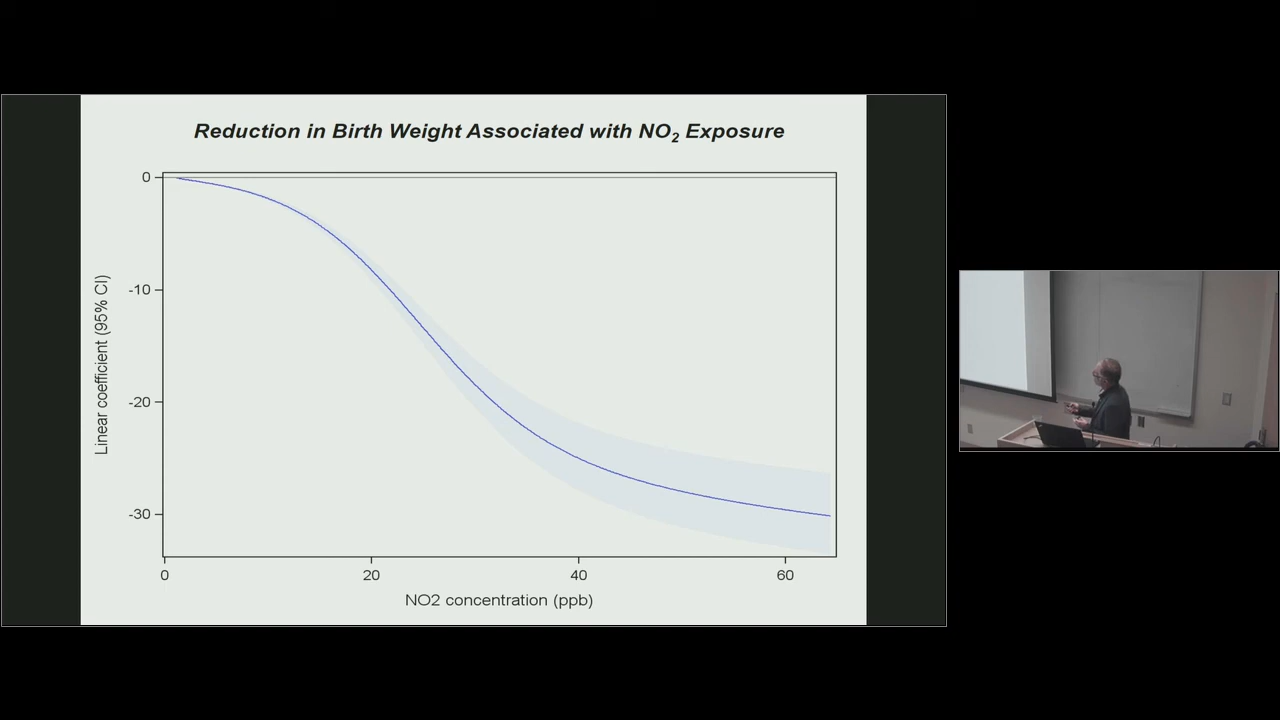 Reduction in Birth Weight Associated with NO2 Exposure
0
-10
-20
-30
Linear coefficient (95% CI)
0 20 40 60
NO2 concentration (ppb)